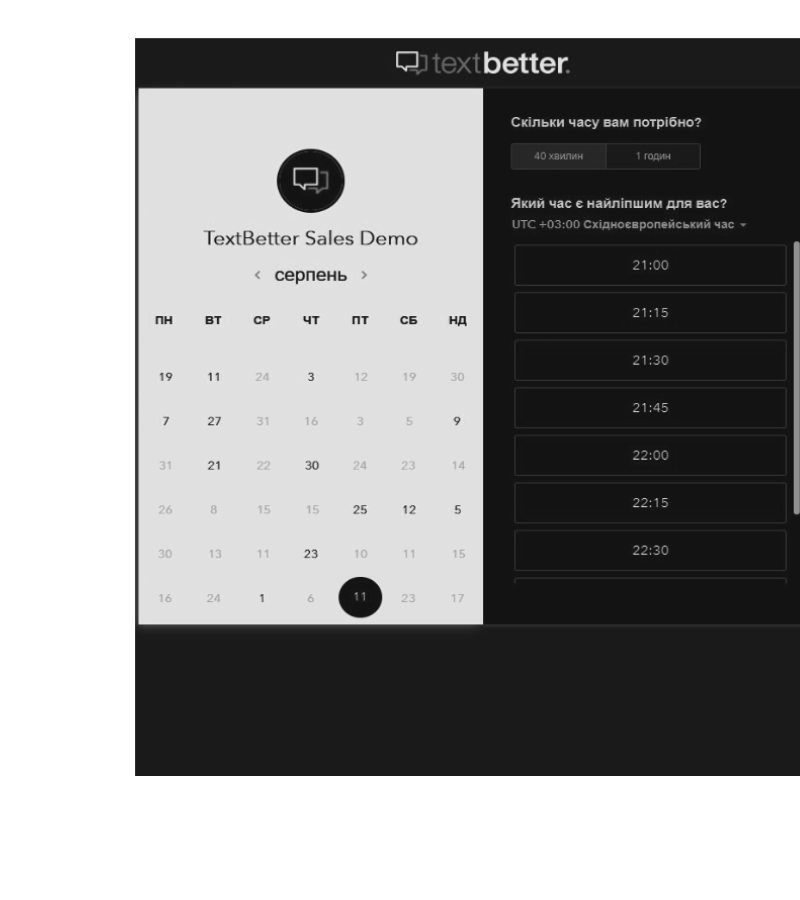 textbetter.
TextBetter Sales Demo
< серпень >
ПН ВТ СР ЧТ ПТ СБ НД
19 11 24 3 12 19 30
7 27 31 16 3 5 9
31 21 22 30 24 23 14
26 8 15 15 25 12 5
30 13 11 23 10 11 15
16 24 1 6 11 23 17
Скільки часу вам потрібно?
40 хвилин 1 годин
Який час є найліпшим для вас?
UTC +03:00 Східноєвропейський час
21:00
21:15
21:30
21:45
22:00
22:15
22:30